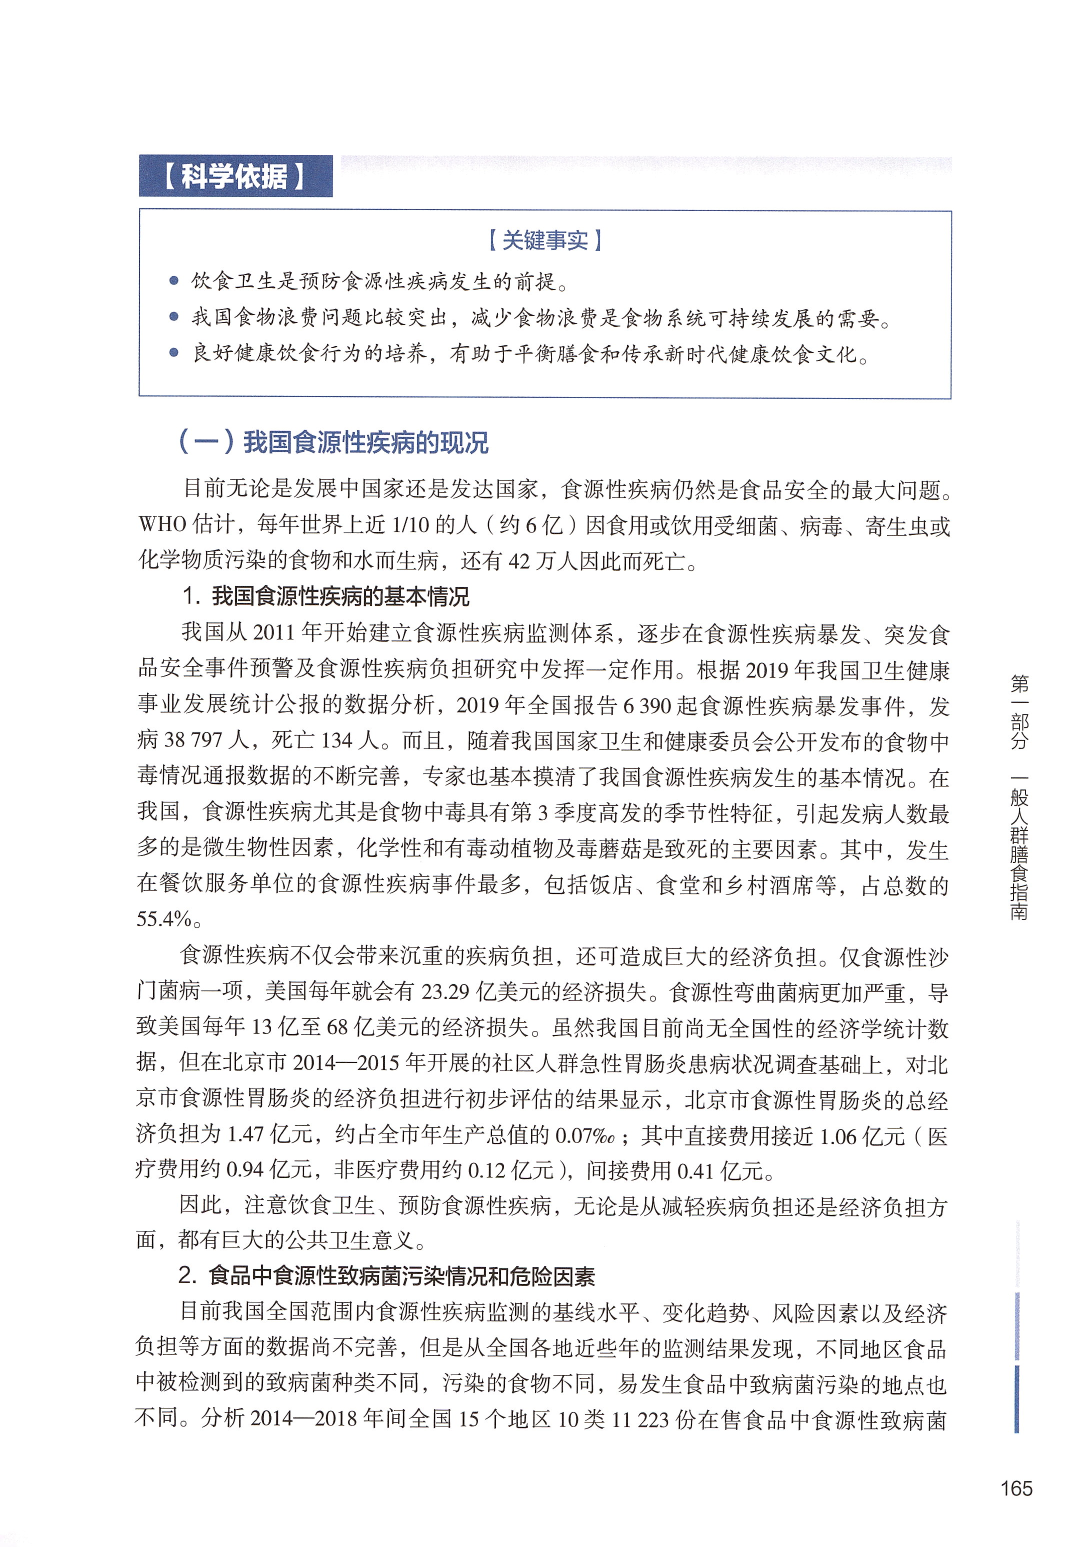 【科学依据】
【关键事实】
● 饮食卫生是预防食源性疾病发生的前提。
● 我国食物浪费问题比较突出，减少食物浪费是食物系统可持续发展的需要。
● 良好健康饮食行为的培养，有助于平衡膳食和传承新时代健康饮食文化。
（一）我国食源性疾病的现况
目前无论是发展中国家还是发达国家，食源性疾病仍然是食品安全的最大问题。
WHO 估计，每年世界上近 1/10 的人（约 6 亿）因食用或饮用受细菌、病毒、寄生虫或
化学物质污染的食物和水而生病，还有 42 万人因此而死亡。
1. 我国食源性疾病的基本情况
我国从 2011 年开始建立食源性疾病监测体系，逐步在食源性疾病暴发、突发食
品安全事件预警及食源性疾病负担研究中发挥一定作用。根据 2019 年我国卫生健康
事业发展统计公报的数据分析，2019 年全国报告 6 390 起食源性疾病暴发事件，发
病 38 797 人，死亡 134 人。而且，随着我国国家卫生和健康委员会公开发布的食物中
毒情况通报数据的不断完善，专家也基本摸清了我国食源性疾病发生的基本情况。在
我国，食源性疾病尤其是食物中毒具有第 3 季度高发的季节性特征，引起发病人数最
多的是微生物性因素，化学性和有毒动植物及毒蘑菇是致死的主要因素。其中，发生
在餐饮服务单位的食源性疾病事件最多，包括饭店、食堂和乡村酒席等，占总数的
55.4%。
食源性疾病不仅会带来沉重的疾病负担，还可造成巨大的经济负担。仅食源性沙
门菌病一项，美国每年就会有 23.29 亿美元的经济损失。食源性弯曲菌病更加严重，导
致美国每年 13 亿至 68 亿美元的经济损失。虽然我国目前尚无全国性的经济学统计数
据，但在北京市 2014—2015 年开展的社区人群急性胃肠炎患病状况调查基础上，对北
京市食源性胃肠炎的经济负担进行初步评估的结果显示，北京市食源性胃肠炎的总经
济负担为 1.47 亿元，约占全市年生产总值的 0.07‰；其中直接费用接近 1.06 亿元（医
疗费用约 0.94 亿元，非医疗费用约 0.12 亿元），间接费用 0.41 亿元。
因此，注意饮食卫生、预防食源性疾病，无论是从减轻疾病负担还是经济负担方
面，都有巨大的公共卫生意义。
2. 食品中食源性致病菌污染情况和危险因素
目前我国全国范围内食源性疾病监测的基线水平、变化趋势、风险因素以及经济
负担等方面的数据尚不完善，但是从全国各地近些年的监测结果发现，不同地区食品
中被检测到的致病菌种类不同，污染的食物不同，易发生食品中致病菌污染的地点也
不同。分析 2014—2018 年间全国 15 个地区 10 类 11 223 份在售食品中食源性致病菌
第一部分 一般人群膳食指南
165